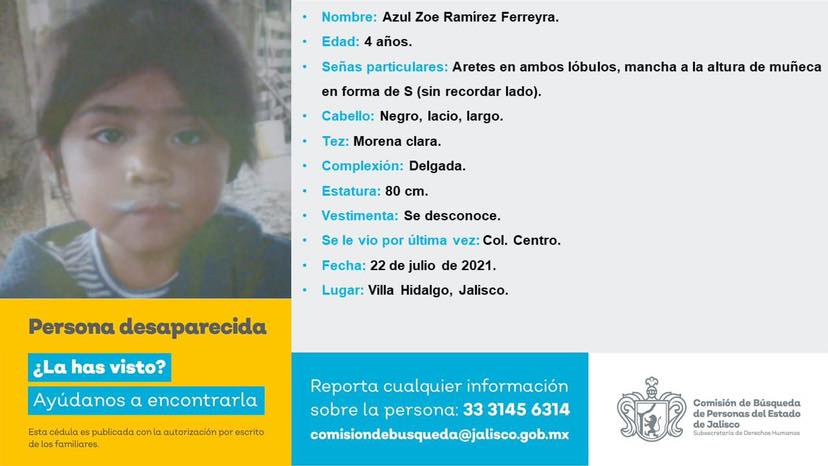 • Nombre: Azul Zoe Ramírez Ferreyra.
• Edad: 4 años.
• Señas particulares: Aretes en ambos lóbulos, mancha a la altura de muñeca
en forma de S (sin recordar lado).
• Cabello: Negro, lacio, largo.
• Tez: Morena clara.
• Complexión: Delgada.
• Estatura: 80 cm.
• Vestimenta: Se desconoce.
• Se le vio por última vez: Col. Centro.
• Fecha: 22 de julio de 2021.
• Lugar: Villa Hidalgo, Jalisco.
Persona desaparecida
¿La has visto?
Ayúdanos a encontrarla
Esta cédula es publicada con la autorización por escrito
de los familiares.
Reporta cualquier información
sobre la persona: 33 3145 6314
comisiondebusqueda@jalisco.gob.mx
Comisión de Búsqueda
de Personas del Estado
de Jalisco
Subsecretaría de Derechos Humanos